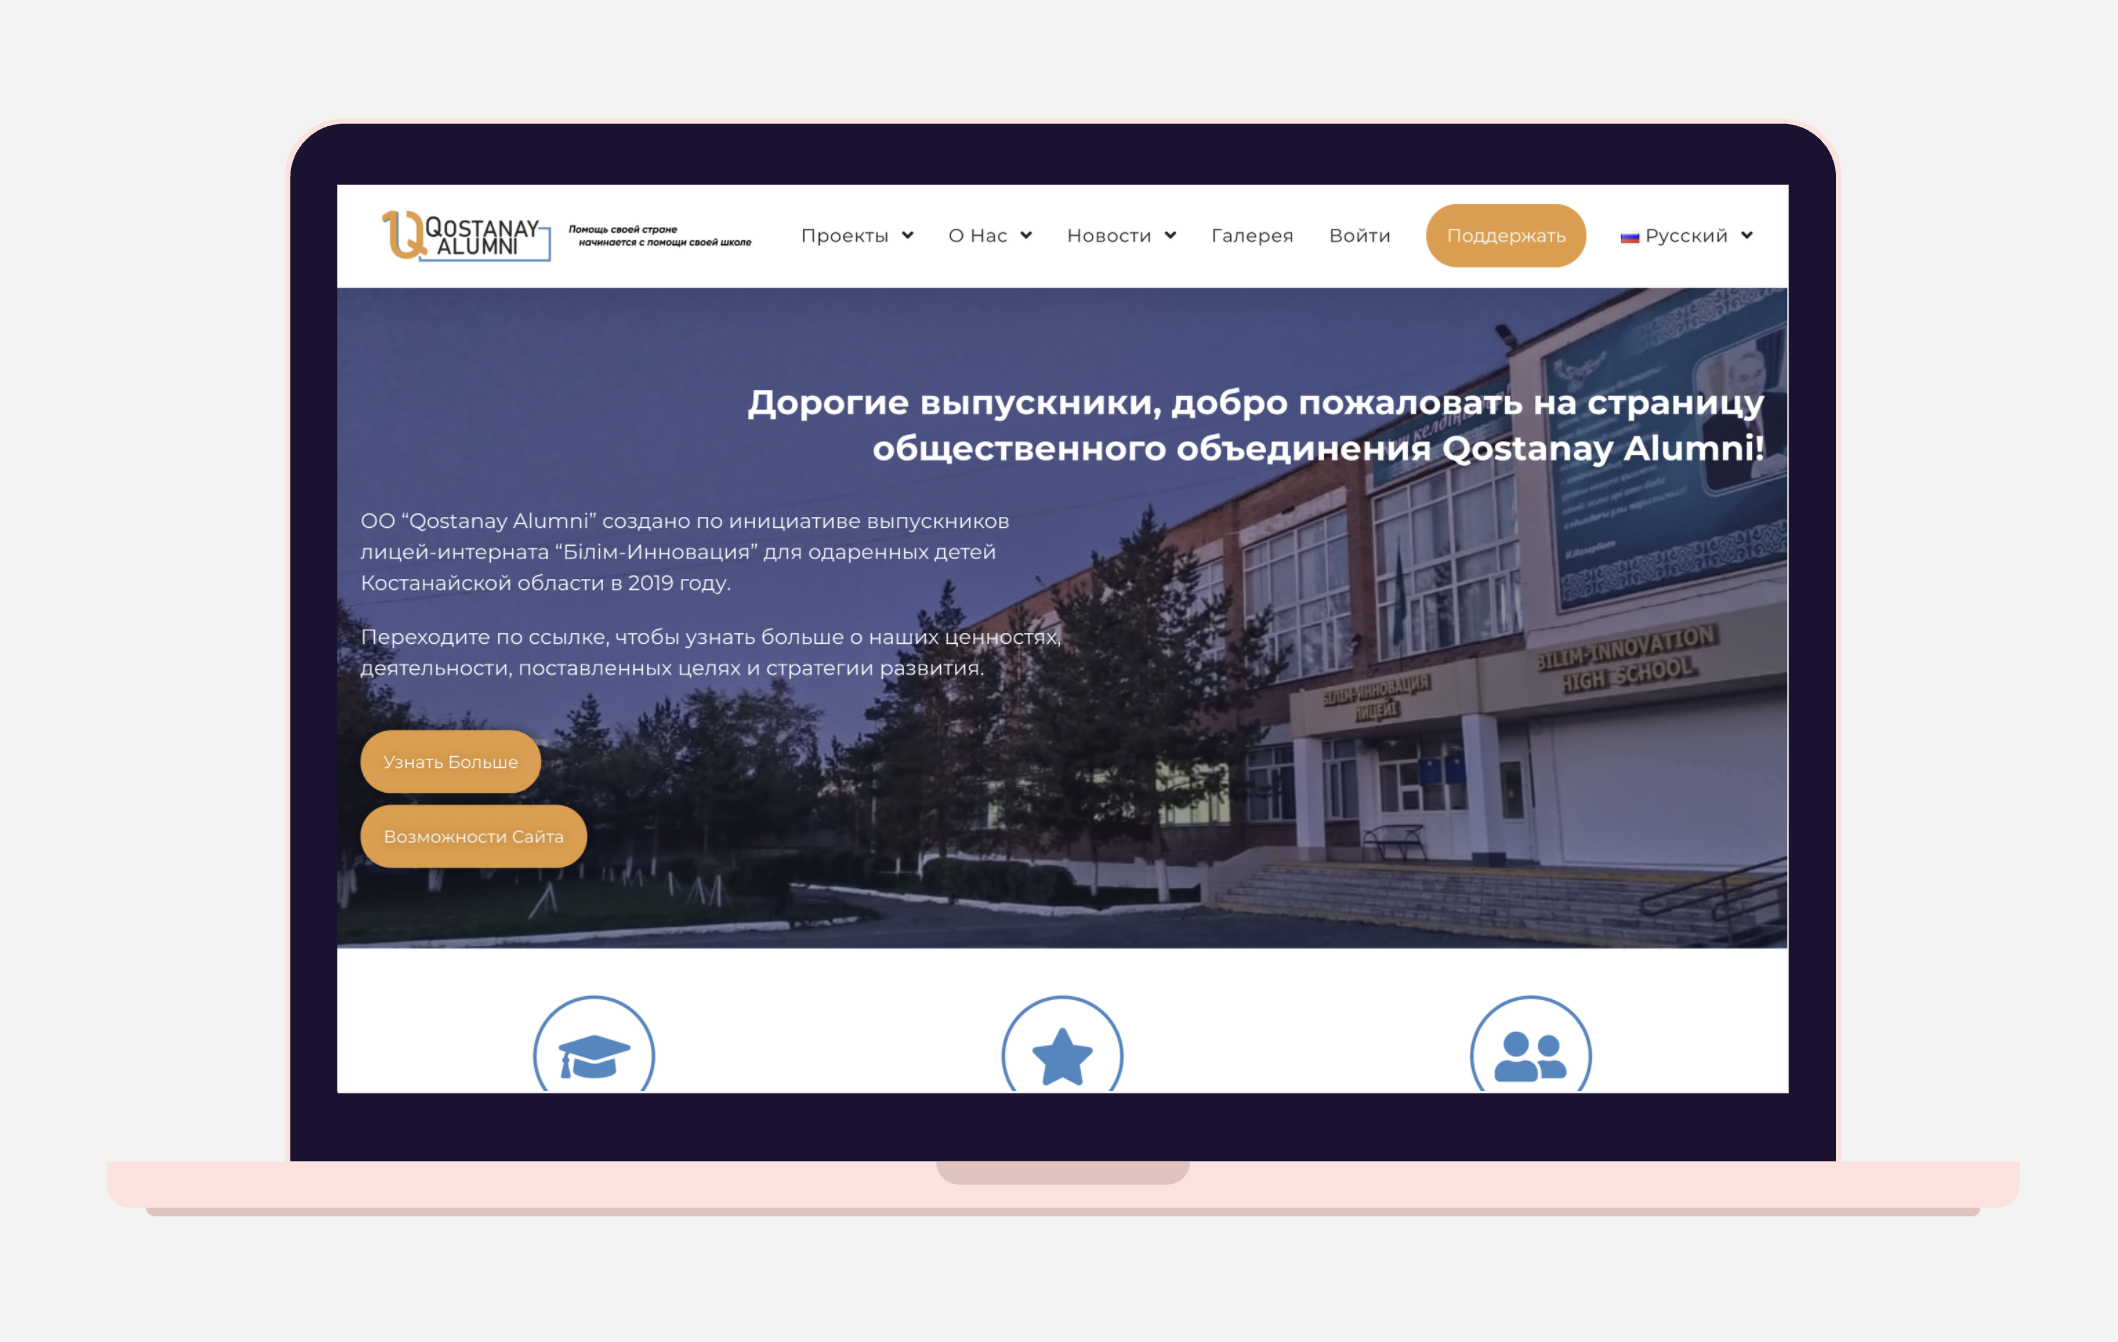 QOSTANAY
ALUMNI
Помощь своей стране
начинается с помощи своей школе
Проекты
О Нас
Новости
Галерея
Войти
Поддержать
Русский
Дорогие выпускники, добро пожаловать на страницу
общественного объединения Qostanay Alumni!
ОО “Qostanay Alumni” создано по инициативе выпускников
лицей-интерната “Білім-Инновация” для одаренных детей
Костанайской области в 2019 году.
Переходите по ссылке, чтобы узнать больше о наших ценностях,
деятельности, поставленных целях и стратегии развития.
Узнать Больше
Возможности Сайта
БІЛІМ-ИННОВАЦИЯ
ЛИЦЕЙІ
BILIM-INNOVATION
HIGH SCHOOL